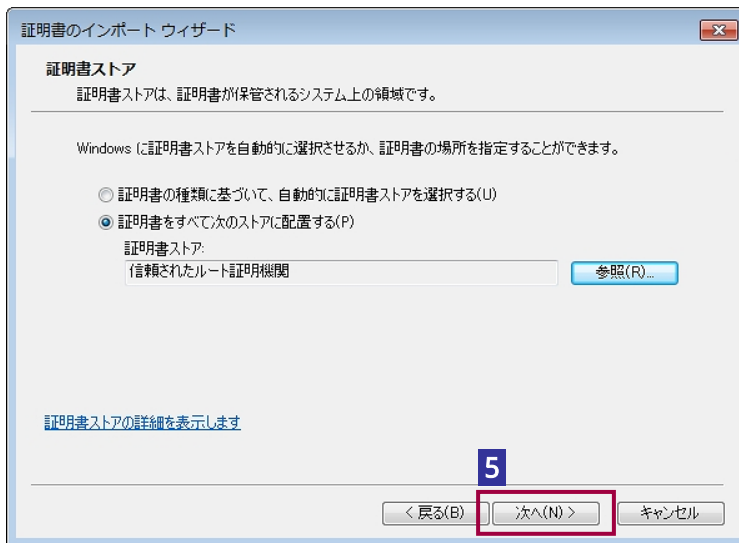 証明書のインポート ウィザード
証明書ストア
証明書ストアは、証明書が保管されるシステム上の領域です。
Windows に証明書ストアを自動的に選択させるか、証明書の場所を指定することができます。
証明書の種類に基づいて、自動的に証明書ストアを選択する(U)
証明書をすべて次のストアに配置する(P)
証明書ストア:
信頼されたルート証明機関
参照(R)...
証明書ストアの詳細を表示します
5
< 戻る(B)
次へ(N) >
キャンセル